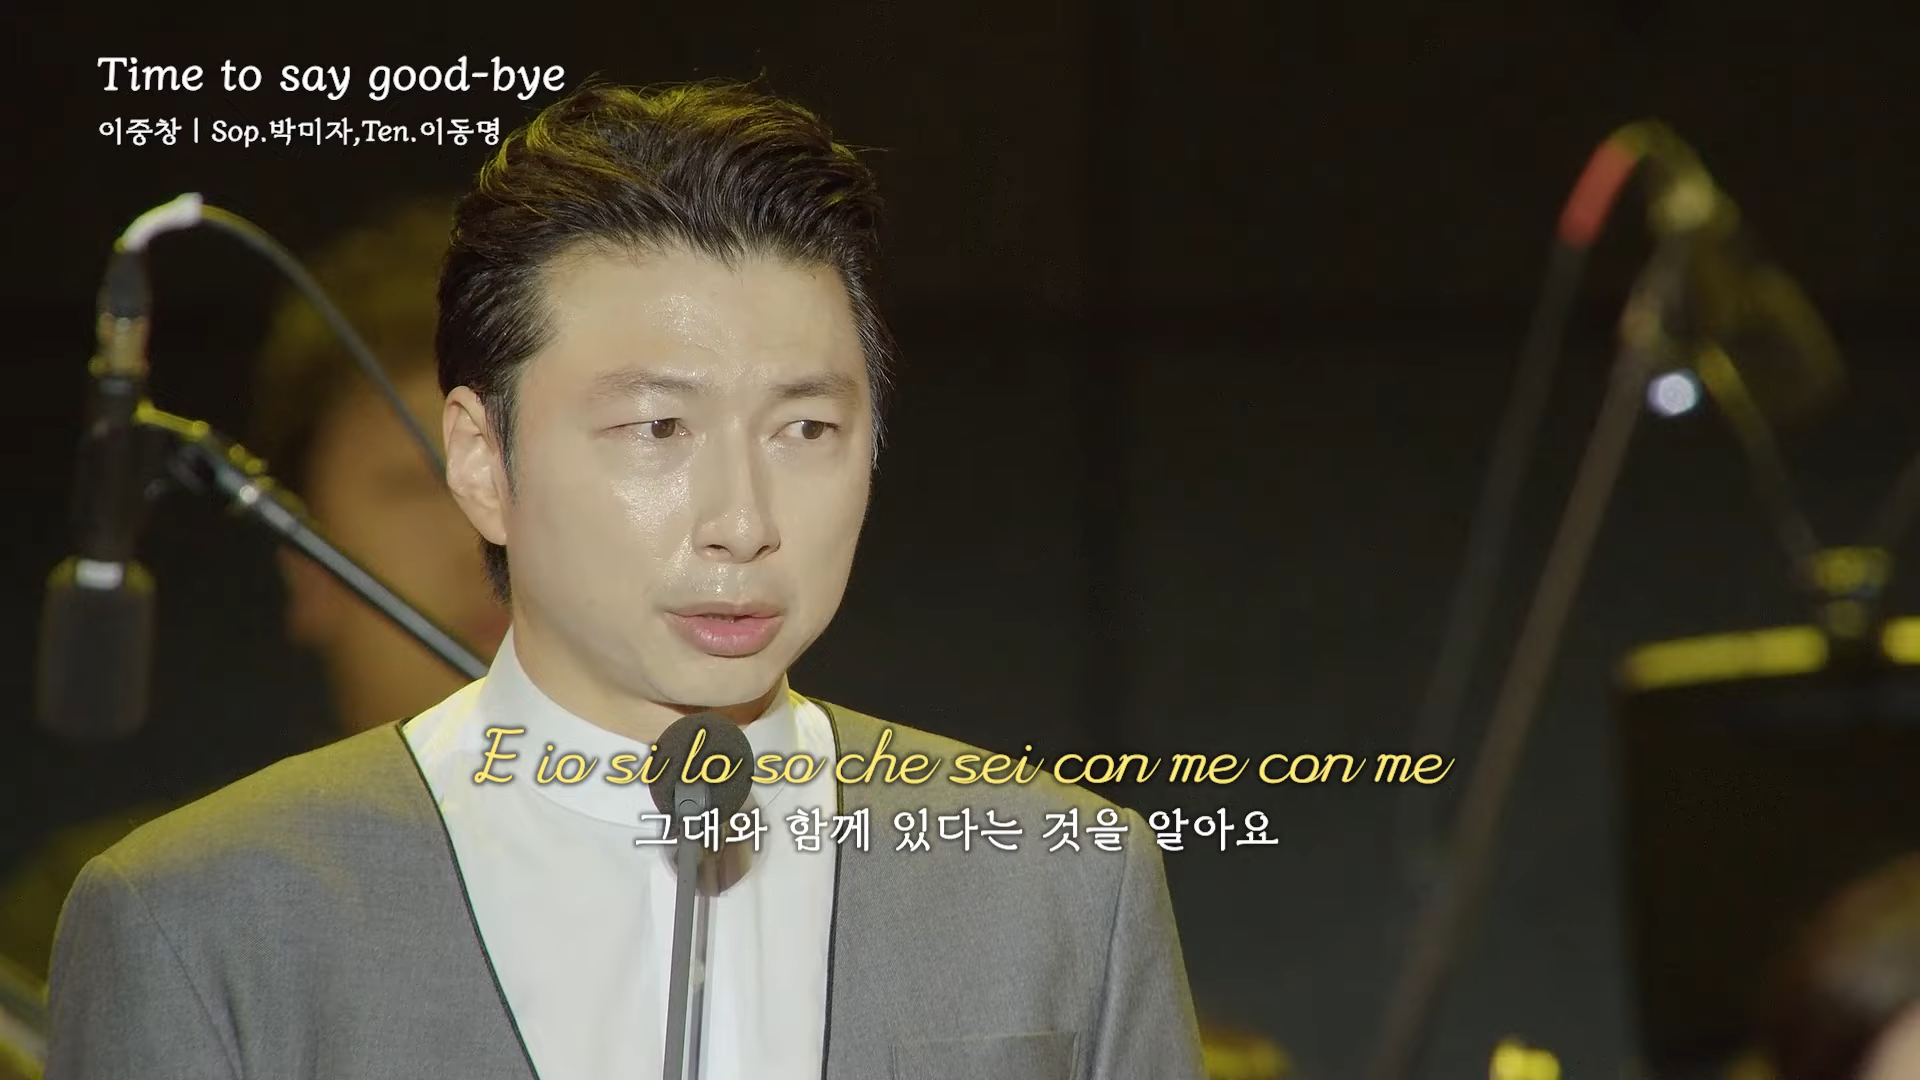 Time to say good-bye
이중창 | Sop.박미자,Ten.이동명
E io si lo so che sei con me con me
그대와 함께 있다는 것을 알아요